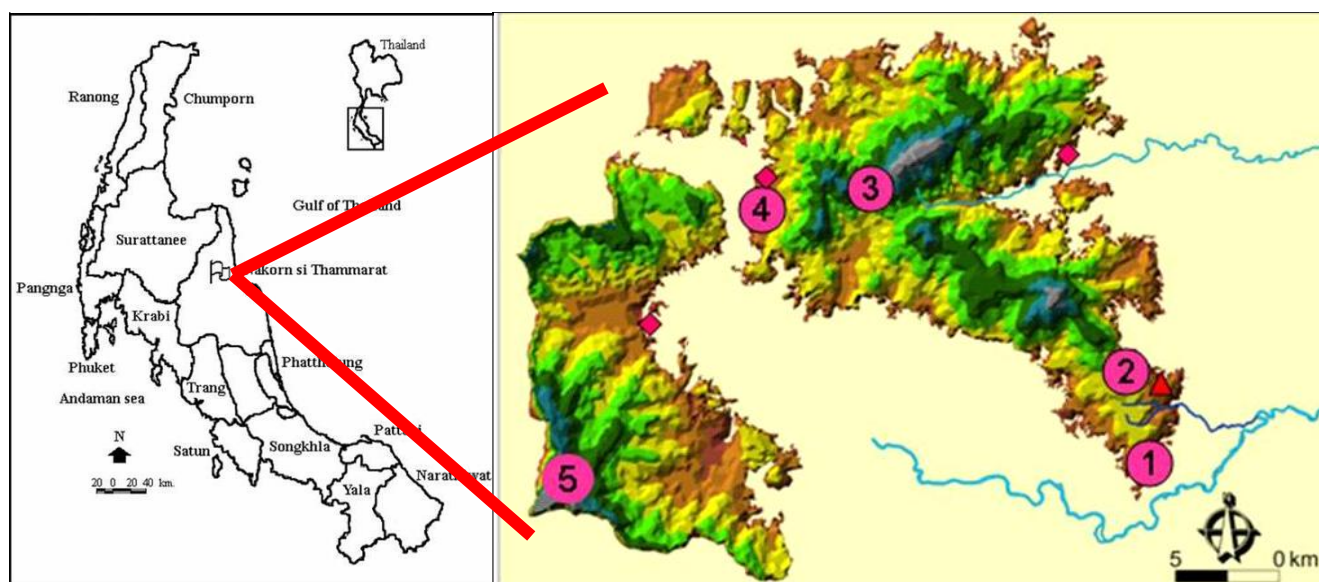 Thailand
Ranong
Chumporn
Gulf of Thailand
Surattanee
Nakorn si Thammarat
Pangnga
Krabi
Phuket
Phatthalung
Trang
Andaman sea
Pattani
N
Satun
Songkhla
Narathiwat
Yala
20 0 20 40 km.
3
4
2
1
5
5 0 km